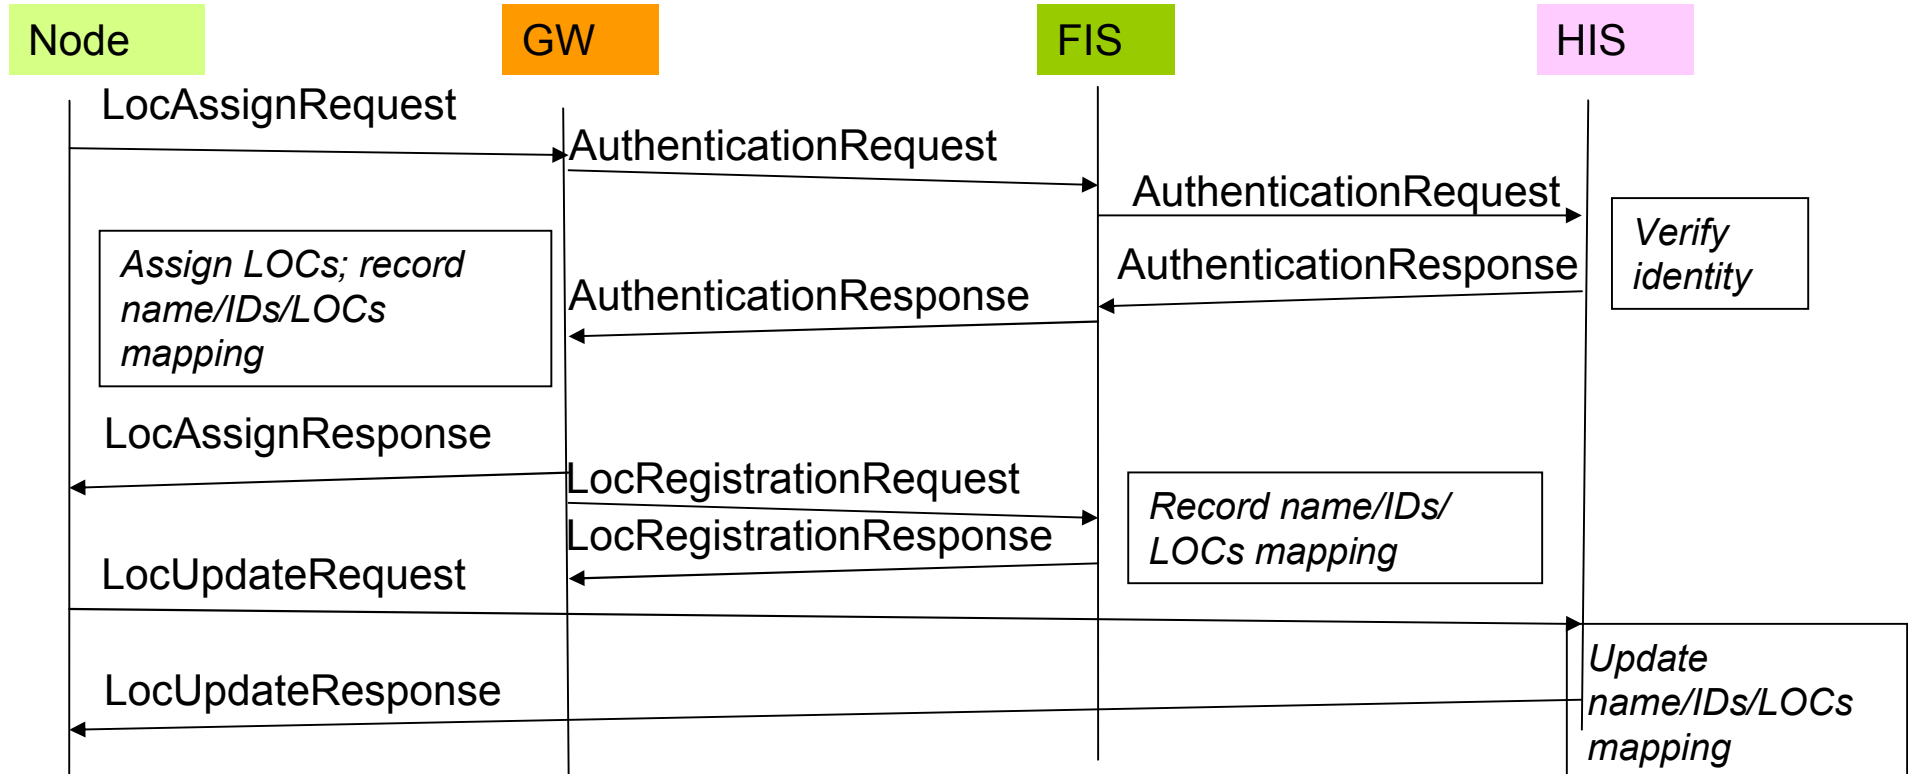 Node
GW
FIS
HIS
LocAssignRequest
AuthenticationRequest
AuthenticationRequest
Verify
identity
AuthenticationResponse
AuthenticationResponse
Assign LOCs; record
name/IDs/LOCs
mapping
LocAssignResponse
LocRegistrationRequest
Record name/IDs/
LOCs mapping
LocRegistrationResponse
LocUpdateRequest
Update
name/IDs/LOCs
mapping
LocUpdateResponse